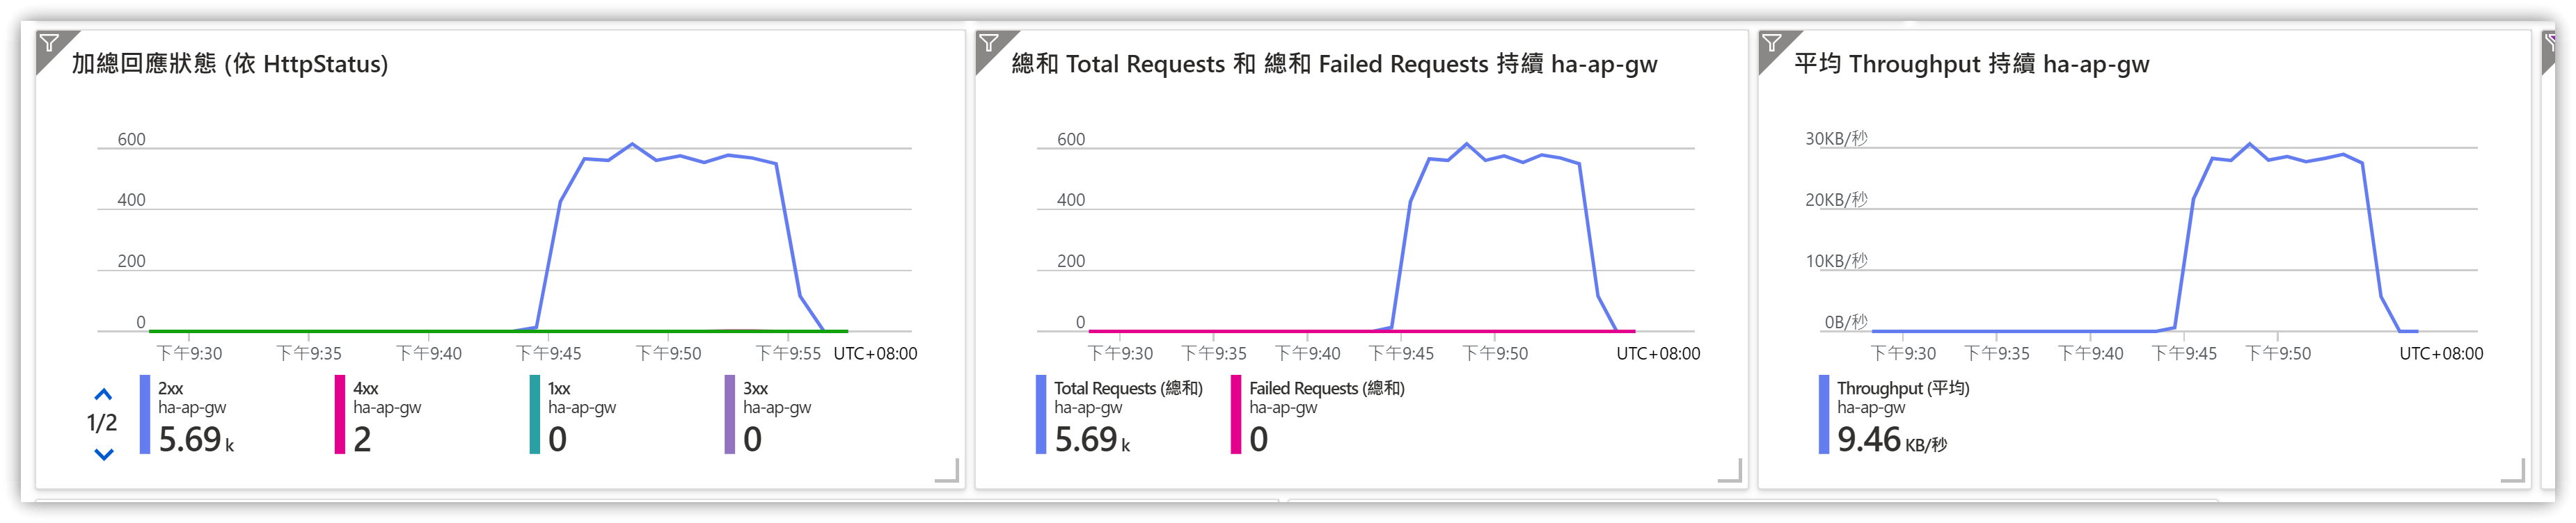 加總回應狀態 (依 HttpStatus)
600
400
200
0
下午9:30 下午9:35 下午9:40 下午9:45 下午9:50 下午9:55 UTC+08:00
1/2
2xx
ha-ap-gw
5.69 k
4xx
ha-ap-gw
2
1xx
ha-ap-gw
0
3xx
ha-ap-gw
0
總和 Total Requests 和 總和 Failed Requests 持續 ha-ap-gw
600
400
200
0
下午9:30 下午9:35 下午9:40 下午9:45 下午9:50 UTC+08:00
Total Requests (總和)
ha-ap-gw
5.69 k
Failed Requests (總和)
ha-ap-gw
0
平均 Throughput 持續 ha-ap-gw
30KB/秒
20KB/秒
10KB/秒
0B/秒
下午9:30 下午9:35 下午9:40 下午9:45 下午9:50 UTC+08:00
Throughput (平均)
ha-ap-gw
9.46 KB/秒